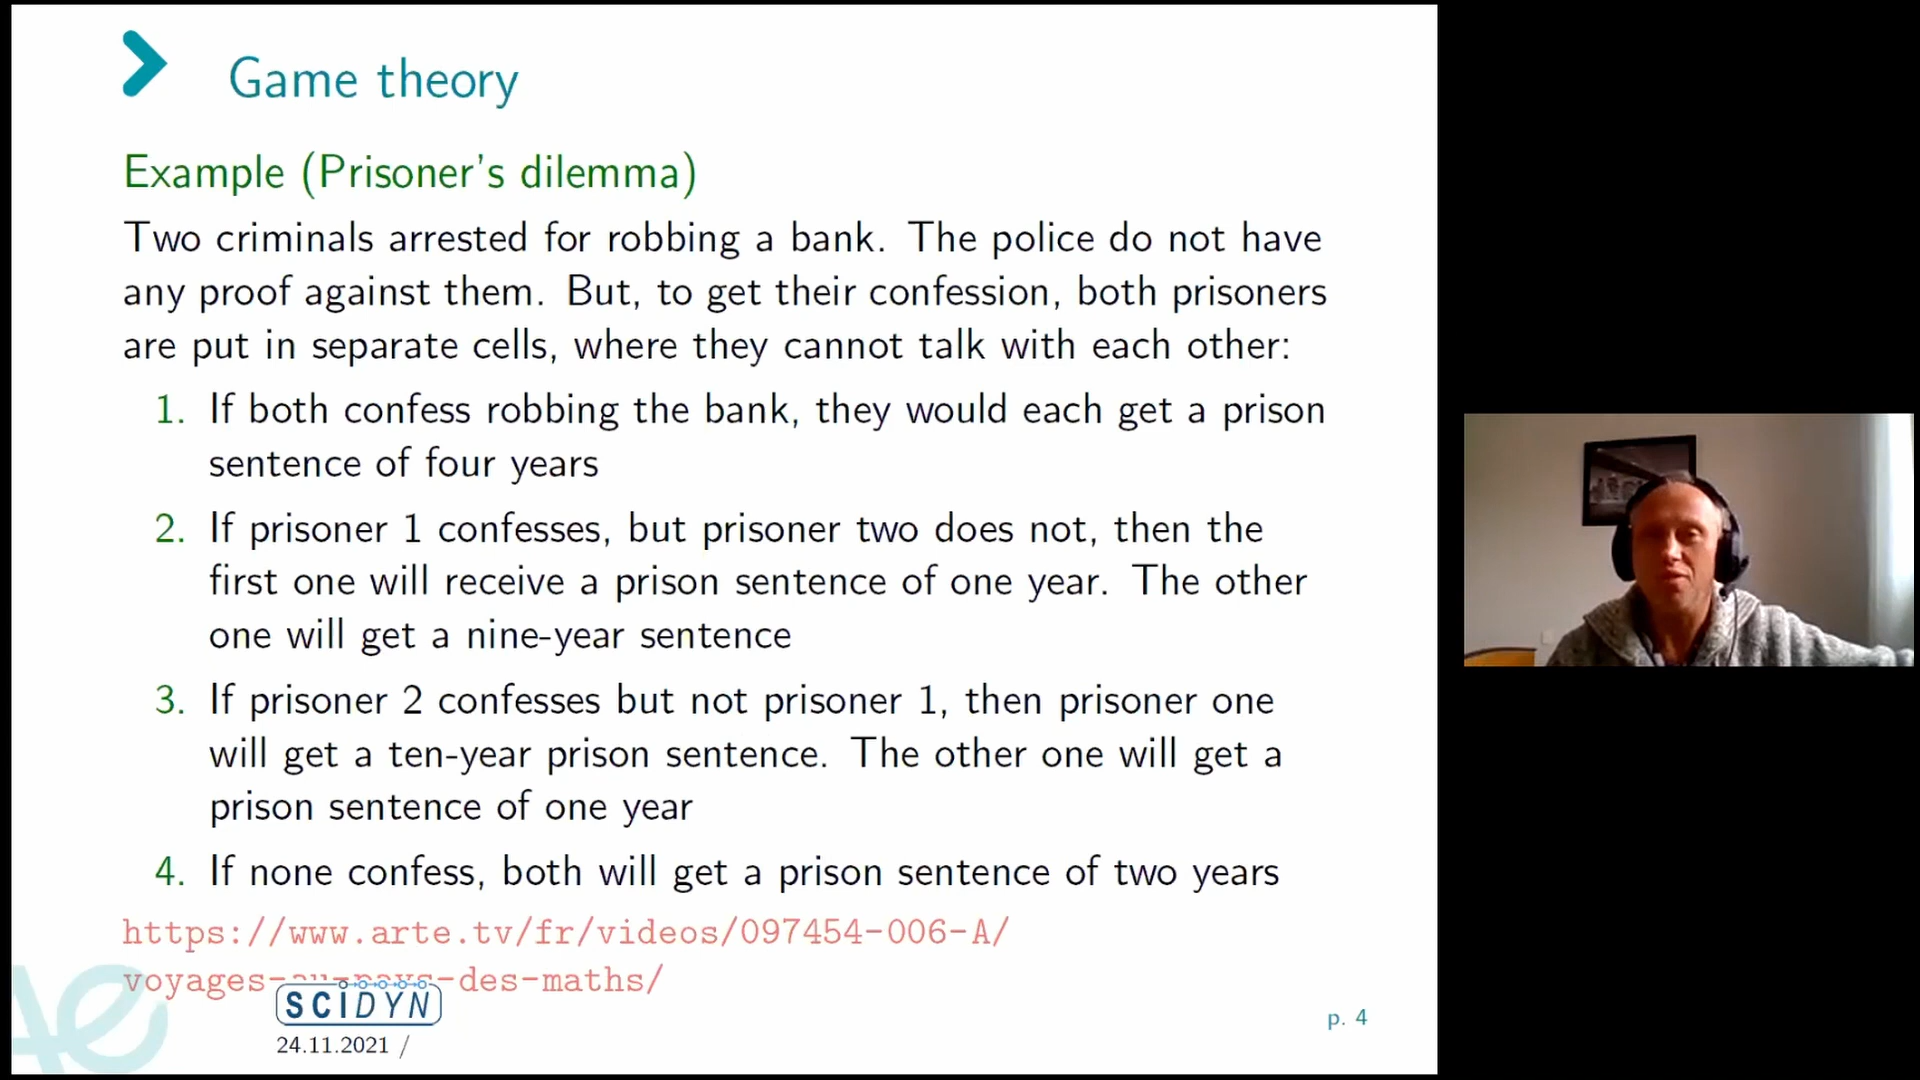 Game theory
Example (Prisoner's dilemma)
Two criminals arrested for robbing a bank. The police do not have
any proof against them. But, to get their confession, both prisoners
are put in separate cells, where they cannot talk with each other:
1. If both confess robbing the bank, they would each get a prison
sentence of four years
2. If prisoner 1 confesses, but prisoner two does not, then the
first one will receive a prison sentence of one year. The other
one will get a nine-year sentence
3. If prisoner 2 confesses but not prisoner 1, then prisoner one
will get a ten-year prison sentence. The other one will get a
prison sentence of one year
4. If none confess, both will get a prison sentence of two years
https://www.arte.tv/fr/videos/097454-006-A/
voyages-au-pays-des-maths/
SCIDYN
24.11.2021 /
p. 4